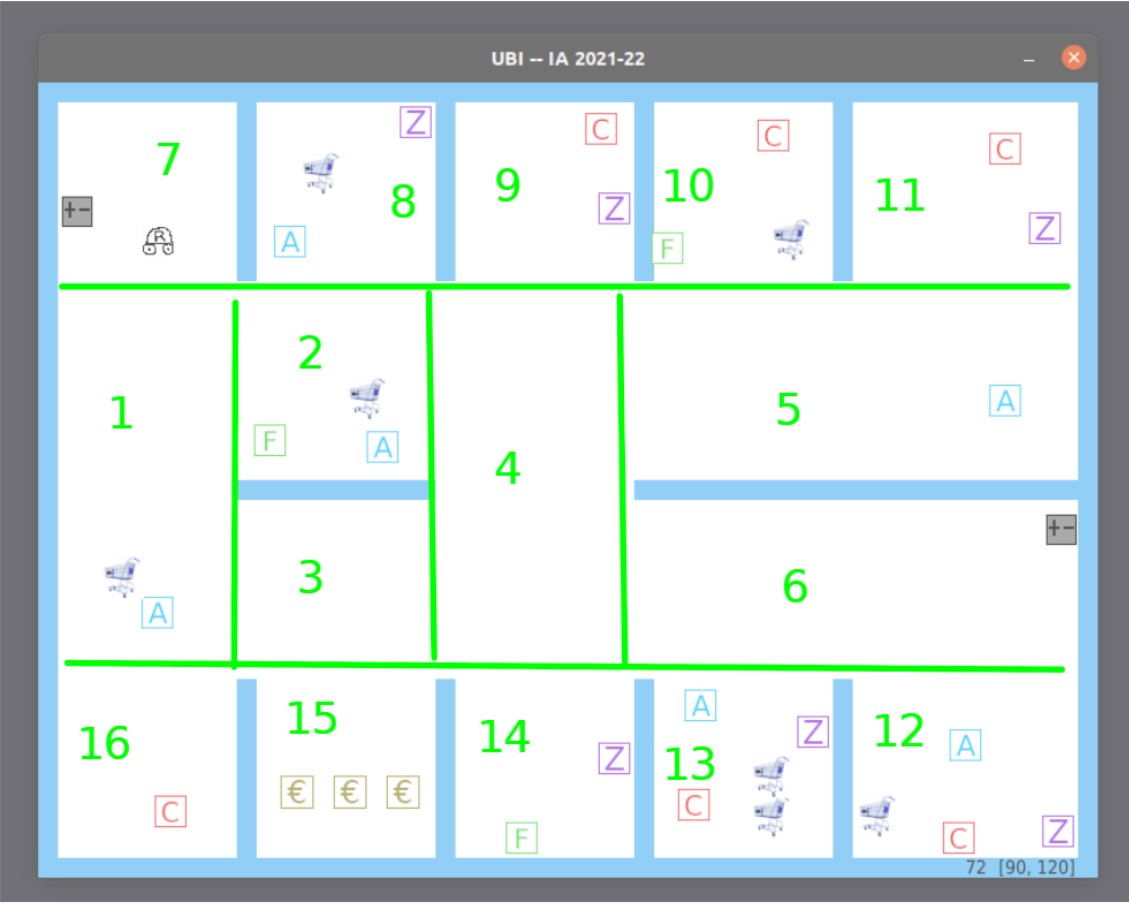 UBI -- IA 2021-22
Z C C C
7 8 9 10 11
+- R A Z F Z
2
1 F A 4 5 A
+-
3 6
A
16 15 14 A 13 Z 12 A
€ € € Z
C F C C Z
72 [90, 120]